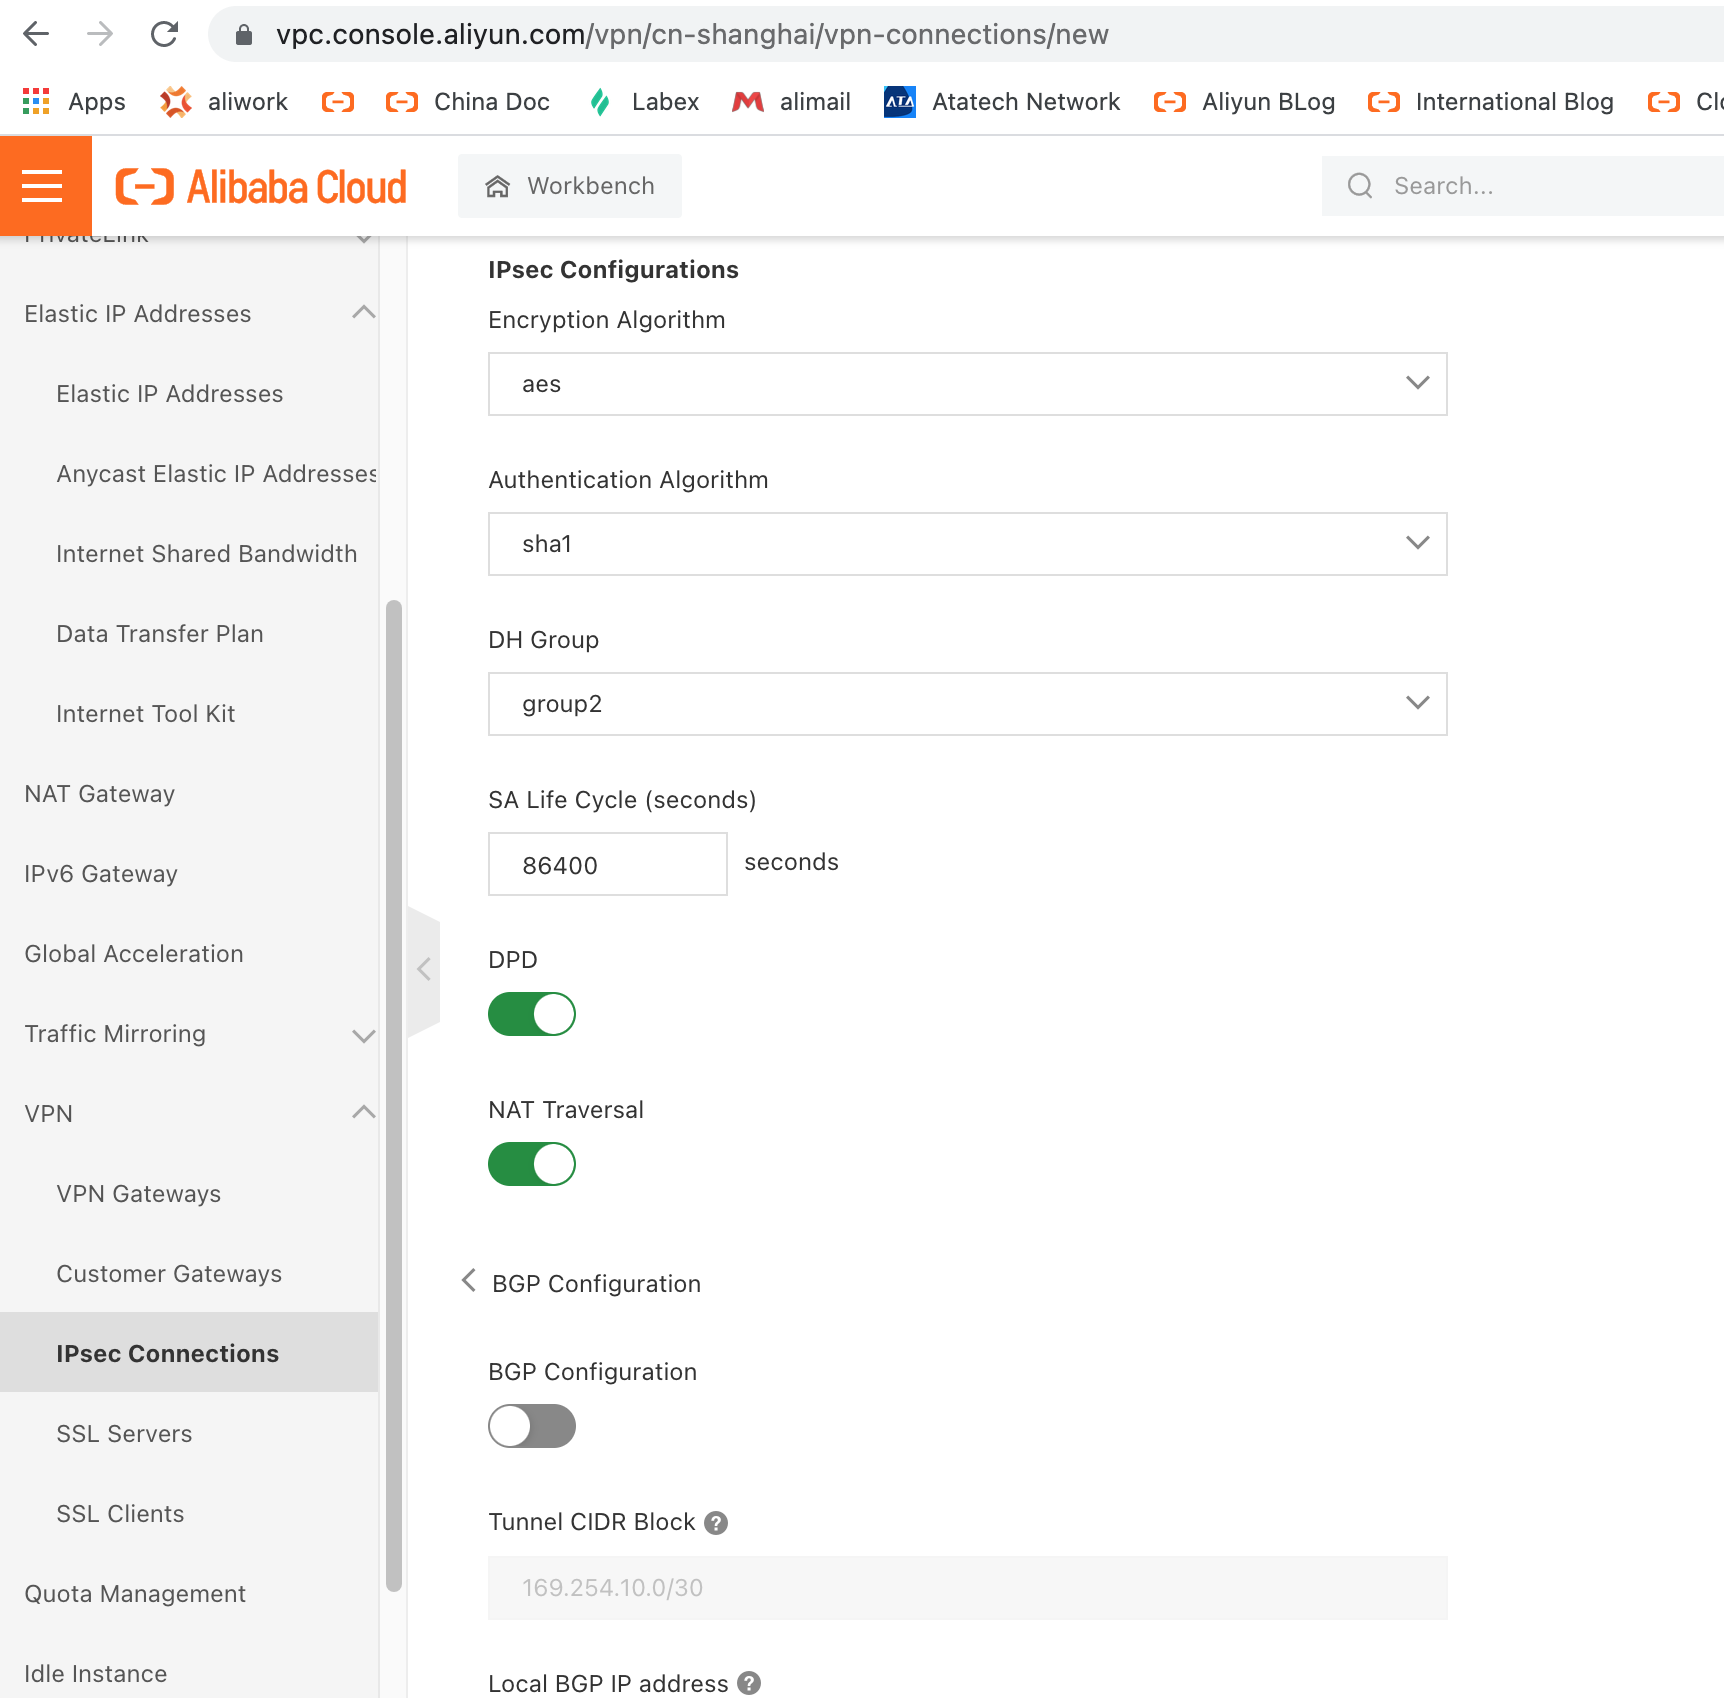 vpc.console.aliyun.com/vpn/cn-shanghai/vpn-connections/new
Apps aliwork China Doc Labex alimail ATA Atatech Network Aliyun BLog International Blog
Alibaba Cloud Workbench Search...
PrivateLink
Elastic IP Addresses
Elastic IP Addresses
Anycast Elastic IP Addresses
Internet Shared Bandwidth
Data Transfer Plan
Internet Tool Kit
NAT Gateway
IPv6 Gateway
Global Acceleration
Traffic Mirroring
VPN
VPN Gateways
Customer Gateways
IPsec Connections
SSL Servers
SSL Clients
Quota Management
Idle Instance
IPsec Configurations
Encryption Algorithm
aes
Authentication Algorithm
sha1
DH Group
group2
SA Life Cycle (seconds)
86400 seconds
DPD
NAT Traversal
BGP Configuration
BGP Configuration
Tunnel CIDR Block ?
169.254.10.0/30
Local BGP IP address ?